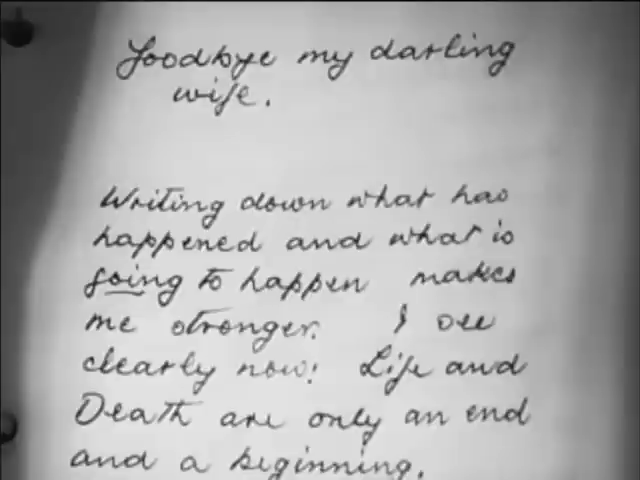 Goodbye my darling
wife.
Writing down what has
happened and what is
going to happen makes
me stronger. I see
clearly now! Life and
Death are only an end
and a beginning.